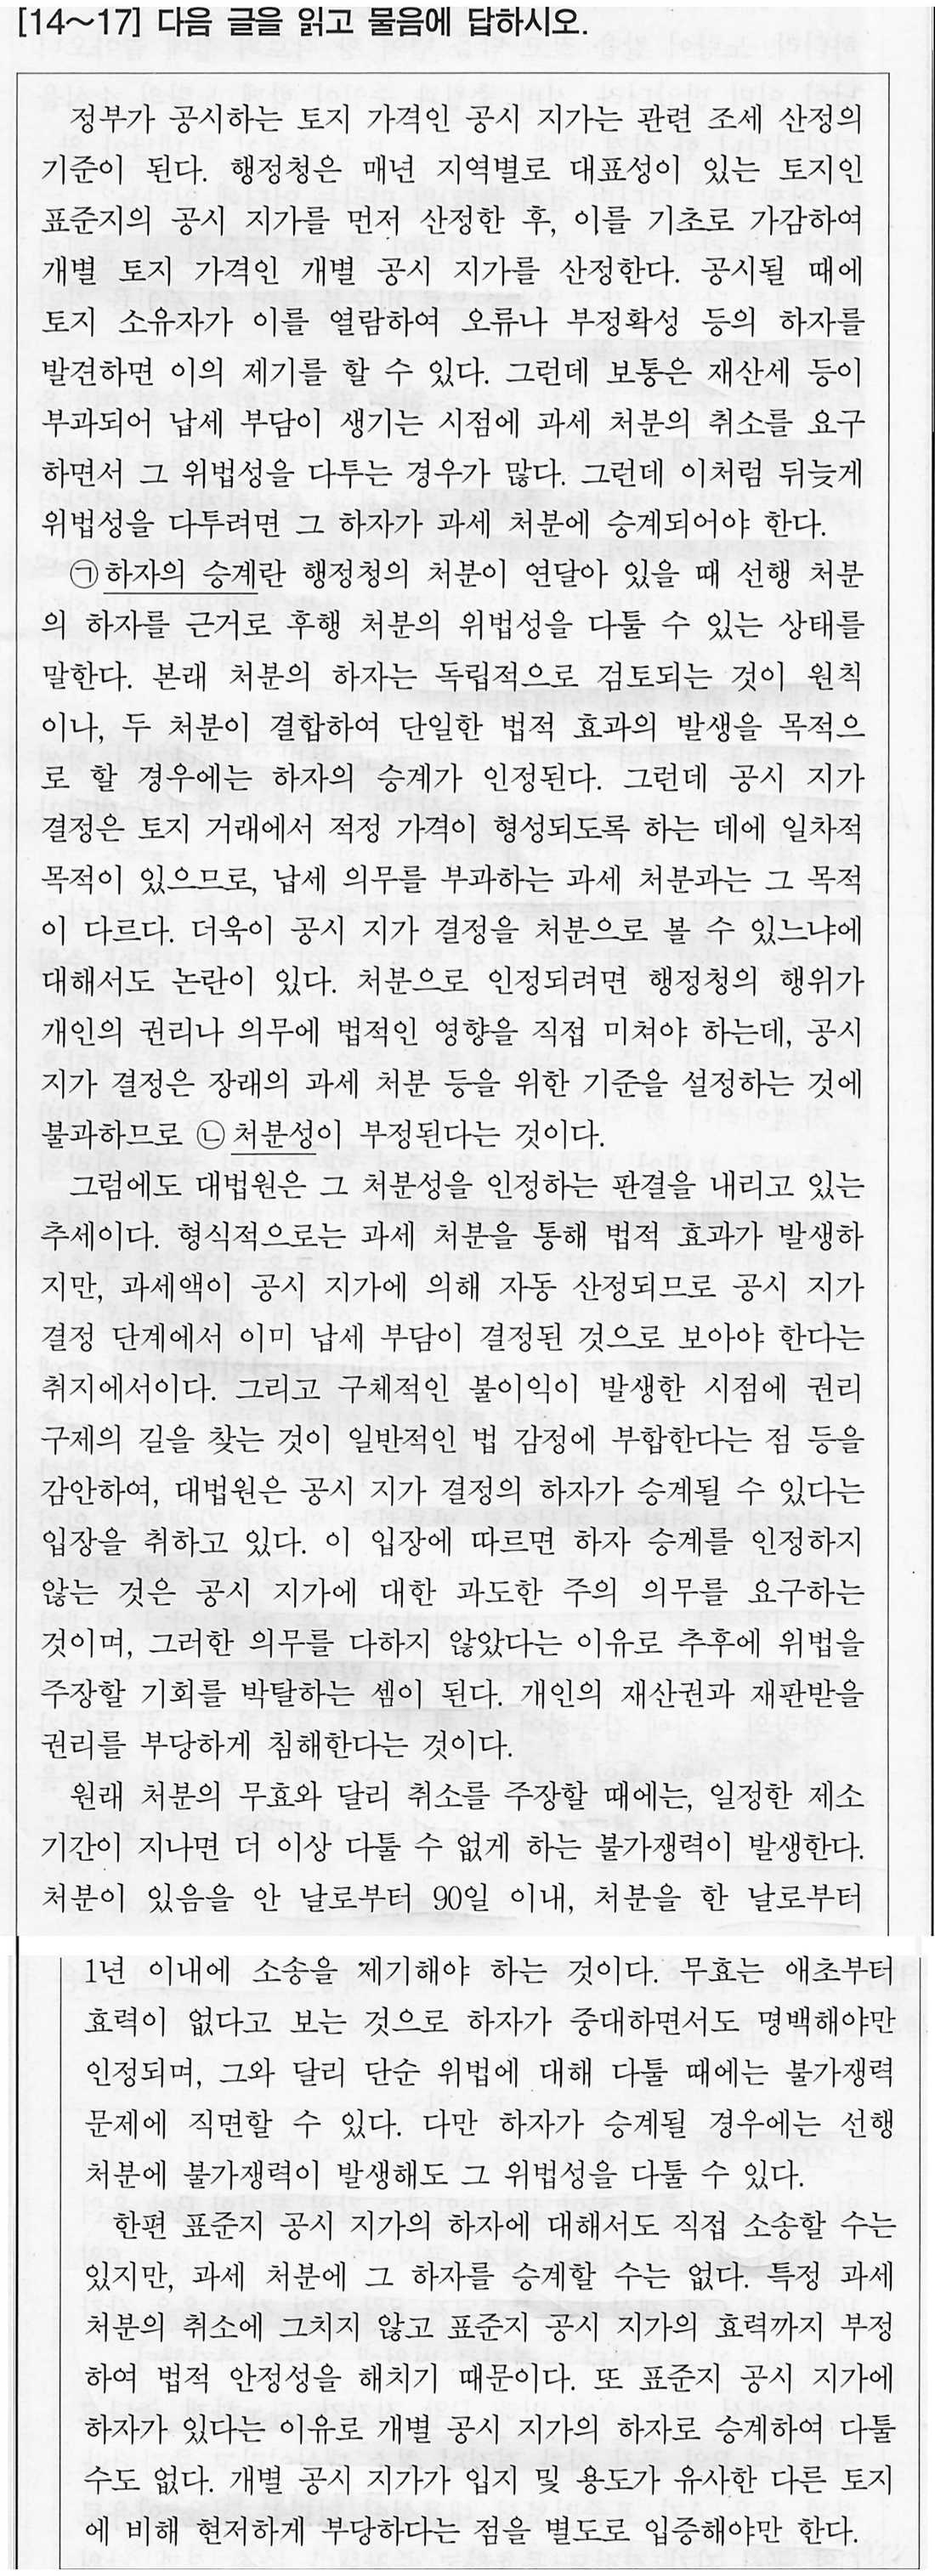 [14~17] 다음 글을 읽고 물음에 답하시오.
정부가 공시하는 토지 가격인 공시 지가는 관련 조세 산정의
기준이 된다. 행정청은 매년 지역별로 대표성이 있는 토지인
표준지의 공시 지가를 먼저 산정한 후, 이를 기초로 가감하여
개별 토지 가격인 개별 공시 지가를 산정한다. 공시될 때에
토지 소유자가 이를 열람하여 오류나 부정확성 등의 하자를
발견하면 이의 제기를 할 수 있다. 그런데 보통은 재산세 등이
부과되어 납세 부담이 생기는 시점에 과세 처분의 취소를 요구
하면서 그 위법성을 다투는 경우가 많다. 그런데 이처럼 뒤늦게
위법성을 다투려면 그 하자가 과세 처분에 승계되어야 한다.
㉠하자의 승계란 행정청의 처분이 연달아 있을 때 선행 처분
의 하자를 근거로 후행 처분의 위법성을 다툴 수 있는 상태를
말한다. 본래 처분의 하자는 독립적으로 검토되는 것이 원칙
이나, 두 처분이 결합하여 단일한 법적 효과의 발생을 목적으
로 할 경우에는 하자의 승계가 인정된다. 그런데 공시 지가
결정은 토지 거래에서 적정 가격이 형성되도록 하는 데에 일차적
목적이 있으므로, 납세 의무를 부과하는 과세 처분과는 그 목적
이 다르다. 더욱이 공시 지가 결정을 처분으로 볼 수 있느냐에
대해서도 논란이 있다. 처분으로 인정되려면 행정청의 행위가
개인의 권리나 의무에 법적인 영향을 직접 미쳐야 하는데, 공시
지가 결정은 장래의 과세 처분 등을 위한 기준을 설정하는 것에
불과하므로 ㉡처분성이 부정된다는 것이다.
그럼에도 대법원은 그 처분성을 인정하는 판결을 내리고 있는
추세이다. 형식적으로는 과세 처분을 통해 법적 효과가 발생하
지만, 과세액이 공시 지가에 의해 자동 산정되므로 공시 지가
결정 단계에서 이미 납세 부담이 결정된 것으로 보아야 한다는
취지에서이다. 그리고 구체적인 불이익이 발생한 시점에 권리
구제의 길을 찾는 것이 일반적인 법 감정에 부합한다는 점 등을
감안하여, 대법원은 공시 지가 결정의 하자가 승계될 수 있다는
입장을 취하고 있다. 이 입장에 따르면 하자 승계를 인정하지
않는 것은 공시 지가에 대한 과도한 주의 의무를 요구하는
것이며, 그러한 의무를 다하지 않았다는 이유로 추후에 위법을
주장할 기회를 박탈하는 셈이 된다. 개인의 재산권과 재판받을
권리를 부당하게 침해한다는 것이다.
원래 처분의 무효와 달리 취소를 주장할 때에는, 일정한 제소
기간이 지나면 더 이상 다툴 수 없게 하는 불가쟁력이 발생한다.
처분이 있음을 안 날로부터 90일 이내, 처분을 한 날로부터
1년 이내에 소송을 제기해야 하는 것이다. 무효는 애초부터
효력이 없다고 보는 것으로 하자가 중대하면서도 명백해야만
인정되며, 그와 달리 단순 위법에 대해 다툴 때에는 불가쟁력
문제에 직면할 수 있다. 다만 하자가 승계될 경우에는 선행
처분에 불가쟁력이 발생해도 그 위법성을 다툴 수 있다.
한편 표준지 공시 지가의 하자에 대해서도 직접 소송할 수는
있지만, 과세 처분에 그 하자를 승계할 수는 없다. 특정 과세
처분의 취소에 그치지 않고 표준지 공시 지가의 효력까지 부정
하여 법적 안정성을 해치기 때문이다. 또 표준지 공시 지가에
하자가 있다는 이유로 개별 공시 지가의 하자로 승계하여 다툴
수도 없다. 개별 공시 지가가 입지 및 용도가 유사한 다른 토지
에 비해 현저하게 부당하다는 점을 별도로 입증해야만 한다.